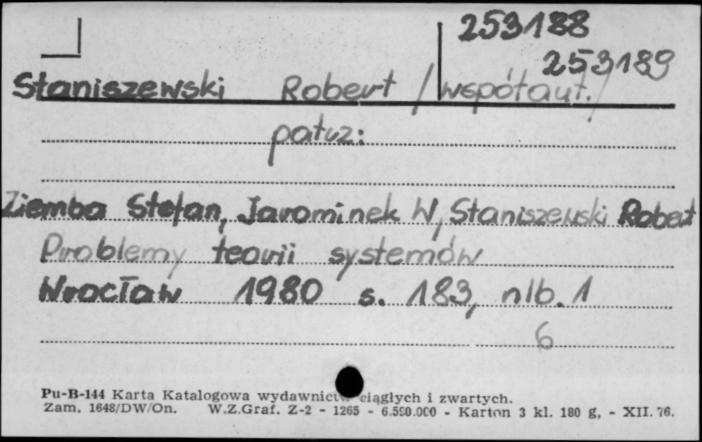 253188
253189
Staniszewski Robert /współaut./
patrz:
Ziemba Stefan, Jarominek W, Staniszewski Robert
Problemy teorii systemów
Wrocław 1980 s. 183, nlb. 1
6
Pu-B-144 Karta Katalogowa wydawnictw ciągłych i zwartych.
Zam. 1648/DW/On. W.Z.Graf. Z-2 - 1265 - 6.550.000 - Karton 3 kl. 180 g, - XII. 76.